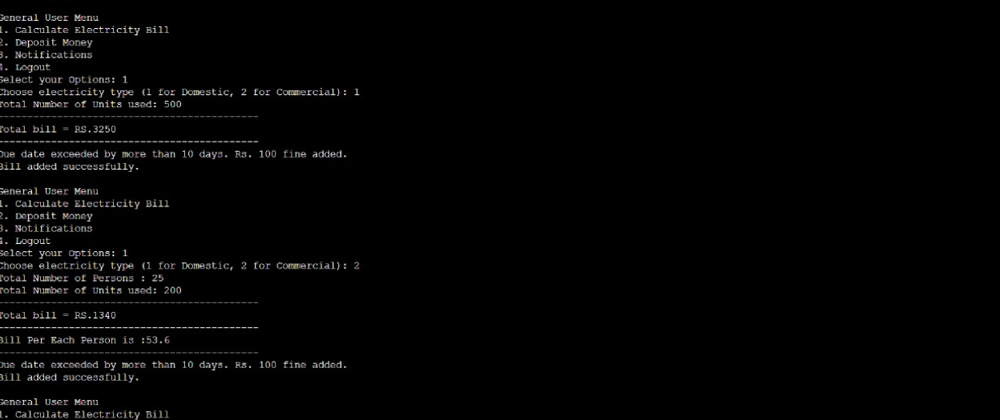 General User Menu
1. Calculate Electricity Bill
2. Deposit Money
3. Notifications
4. Logout
Select your Options: 1
Choose electricity type (1 for Domestic, 2 for Commercial): 1
Total Number of Units used: 500
--------------------------------------------
Total bill = RS.3250
--------------------------------------------
Due date exceeded by more than 10 days. Rs. 100 fine added.
Bill added successfully.
General User Menu
1. Calculate Electricity Bill
2. Deposit Money
3. Notifications
4. Logout
Select your Options: 1
Choose electricity type (1 for Domestic, 2 for Commercial): 2
Total Number of Persons : 25
Total Number of Units used: 200
--------------------------------------------
Total bill = RS.1340
--------------------------------------------
Bill Per Each Person is :53.6
--------------------------------------------
Due date exceeded by more than 10 days. Rs. 100 fine added.
Bill added successfully.
General User Menu
1. Calculate Electricity Bill